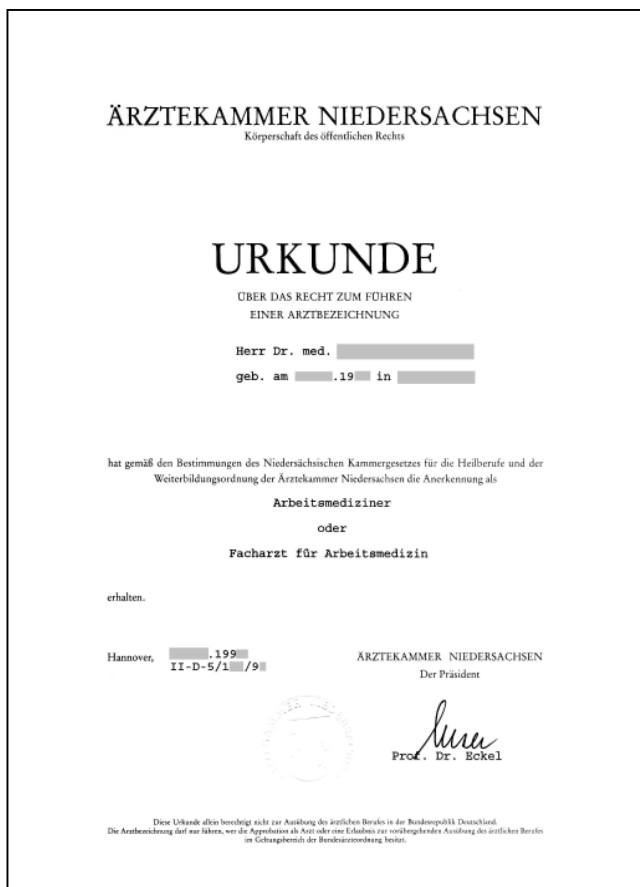 ÄRZTEKAMMER NIEDERSACHSEN
Körperschaft des öffentlichen Rechts
URKUNDE
ÜBER DAS RECHT ZUM FÜHREN
EINER ARZTBEZEICHNUNG
Herr Dr. med.
geb. am .19 in
hat gemäß den Bestimmungen des Niedersächsischen Kammergesetzes für die Heilberufe und der
Weiterbildungsordnung der Ärztekammer Niedersachsen die Anerkennung als
Arbeitsmediziner
oder
Facharzt für Arbeitsmedizin
erhalten.
Hannover, .199
II-D-5/1 /9
ÄRZTEKAMMER NIEDERSACHSEN
Der Präsident
Prof. Dr. Eckel
Diese Urkunde allein berechtigt nicht zur Ausübung des ärztlichen Berufes in der Bundesrepublik Deutschland.
Die Arztbezeichnung darf nur führen, wer die Approbation als Arzt oder eine Erlaubnis zur vorübergehenden Ausübung des ärztlichen Berufes
im Geltungsbereich der Bundesärzteordnung besitzt.